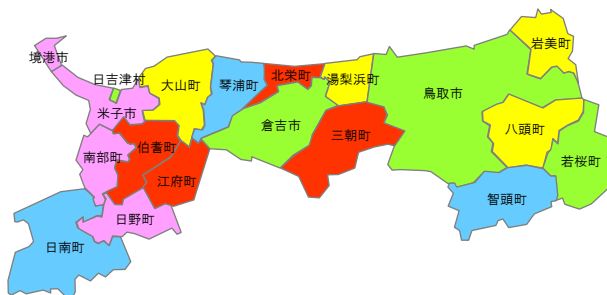 岩美町
境港市
日吉津村
大山町
琴浦町
北栄町
湯梨浜町
鳥取市
米子市
倉吉市
三朝町
八頭町
伯耆町
南部町
江府町
若桜町
智頭町
日野町
日南町